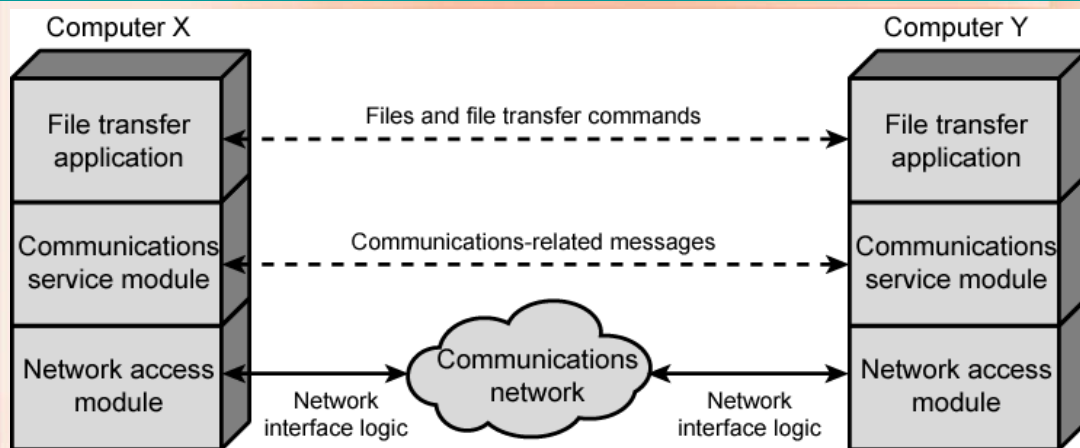 Computer X
Computer Y
File transfer
application
Files and file transfer commands
File transfer
application
Communications
service module
Communications-related messages
Communications
service module
Network access
module
Network
interface logic
Communications
network
Network
interface logic
Network access
module